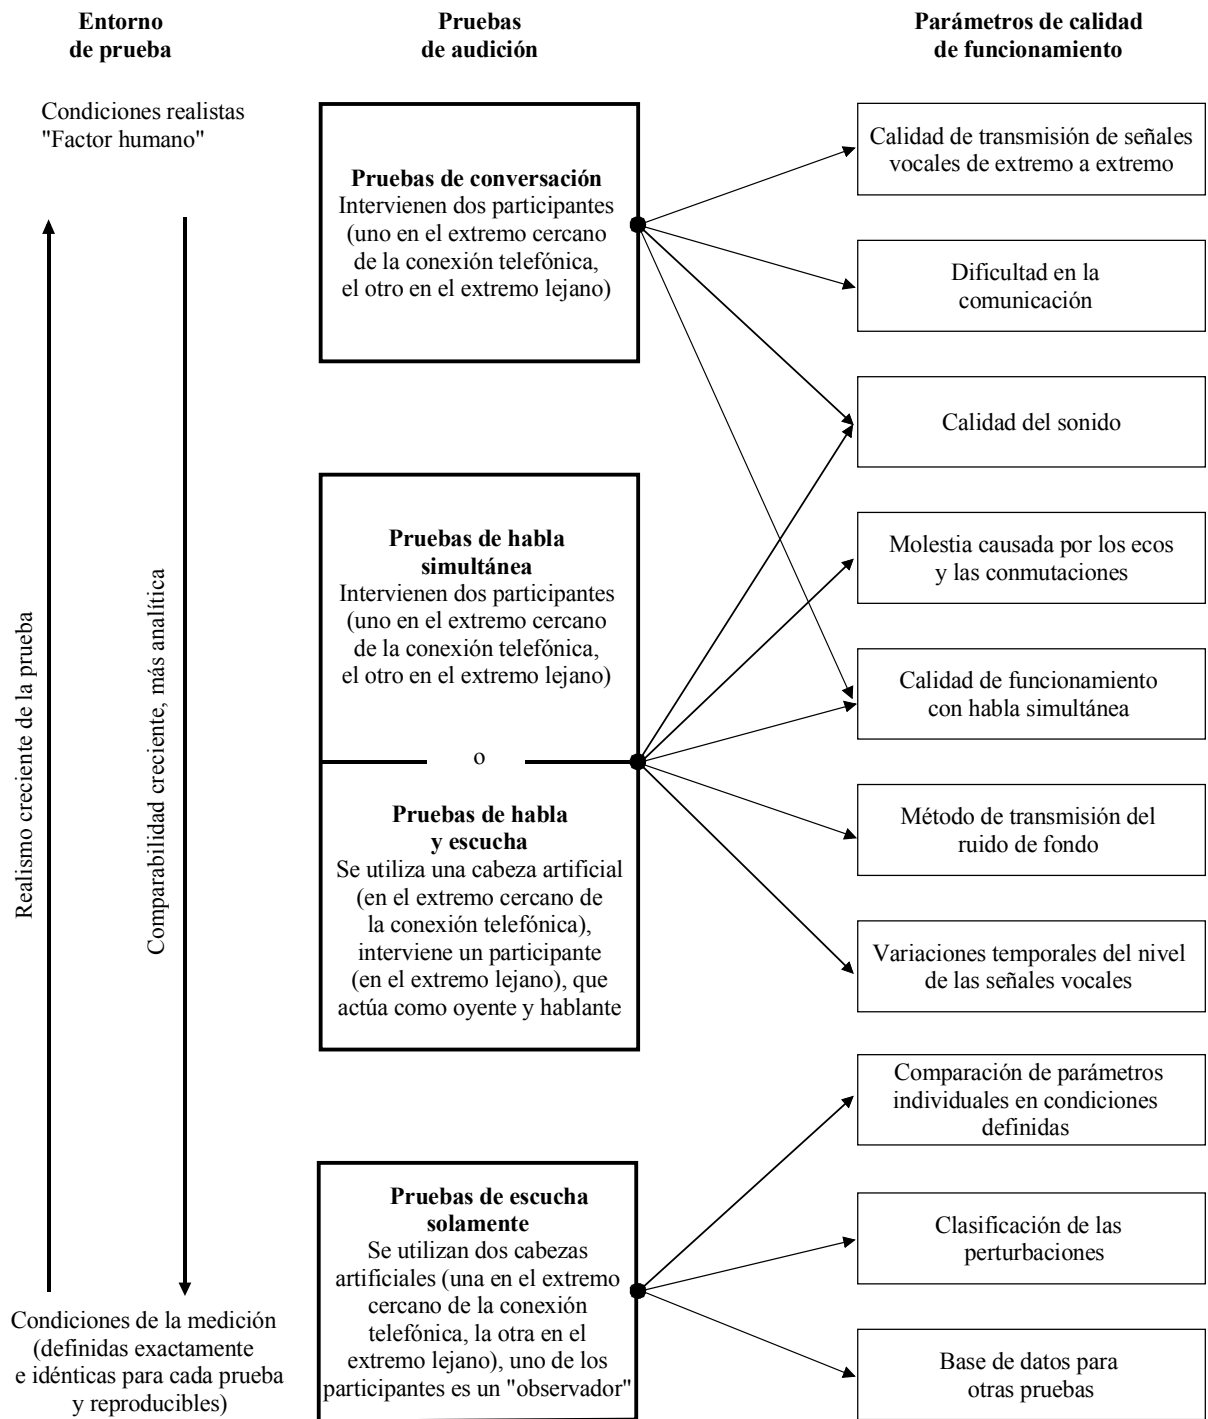 Entorno
de prueba
Pruebas
de audición
Parámetros de calidad
de funcionamiento
Condiciones realistas
"Factor humano"
Realismo creciente de la prueba
Comparabilidad creciente, más analítica
Condiciones de la medición
(definidas exactamente
e idénticas para cada prueba
y reproducibles)
Pruebas de conversación
Intervienen dos participantes
(uno en el extremo cercano
de la conexión telefónica,
el otro en el extremo lejano)
Pruebas de habla
simultánea
Intervienen dos participantes
(uno en el extremo cercano
de la conexión telefónica,
el otro en el extremo lejano)
o
Pruebas de habla
y escucha
Se utiliza una cabeza artificial
(en el extremo cercano de
la conexión telefónica),
interviene un participante
(en el extremo lejano), que
actúa como oyente y hablante
Pruebas de escucha
solamente
Se utilizan dos cabezas
artificiales (una en el extremo
cercano de la conexión
telefónica, la otra en el
extremo lejano), uno de los
participantes es un "observador"
Calidad de transmisión de señales
vocales de extremo a extremo
Dificultad en la
comunicación
Calidad del sonido
Molestia causada por los ecos
y las conmutaciones
Calidad de funcionamiento
con habla simultánea
Método de transmisión del
ruido de fondo
Variaciones temporales del nivel
de las señales vocales
Comparación de parámetros
individuales en condiciones
definidas
Clasificación de las
perturbaciones
Base de datos para
otras pruebas